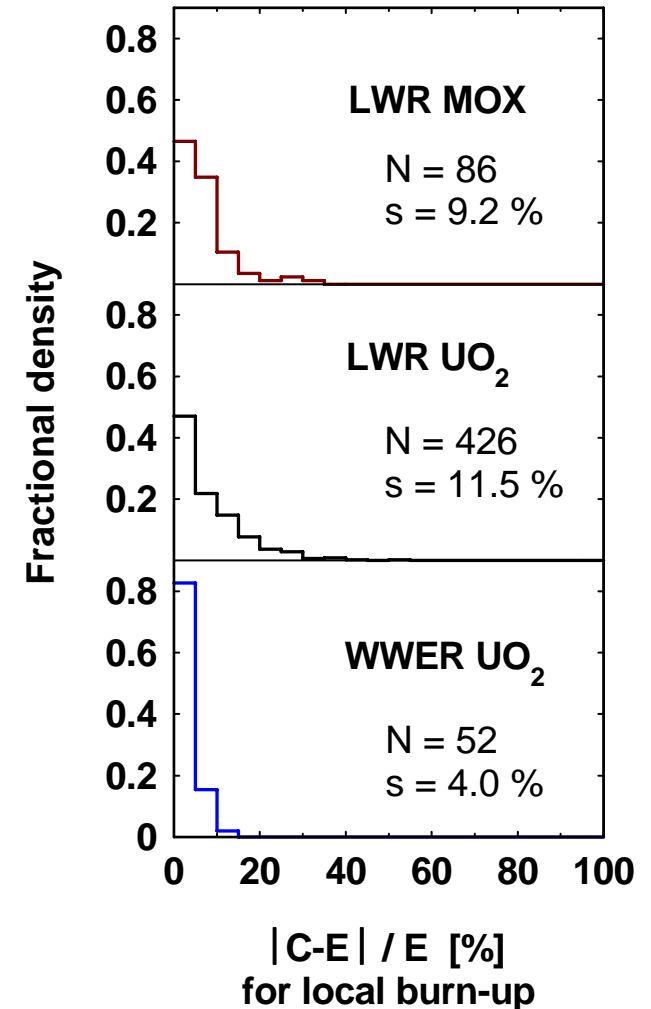 0.8
0.6
0.4
0.2
LWR MOX
N = 86
s = 9.2 %
0.8
0.6
0.4
0.2
LWR UO2
N = 426
s = 11.5 %
0.8
0.6
0.4
0.2
0
WWER UO2
N = 52
s = 4.0 %
Fractional density
0 20 40 60 80 100
|C-E| / E [%]
for local burn-up